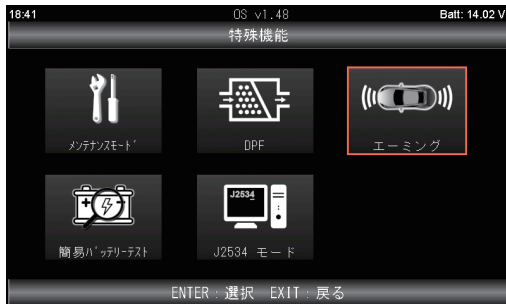 18:41 OS v1.48 Batt: 14.02 V
特殊機能
ﾒﾝﾃﾅﾝｽﾓｰﾄﾞ DPF エーミング
J2534
簡易ﾊﾞｯﾃﾘｰﾃｽﾄ J2534 モード
ENTER：選択 EXIT：戻る